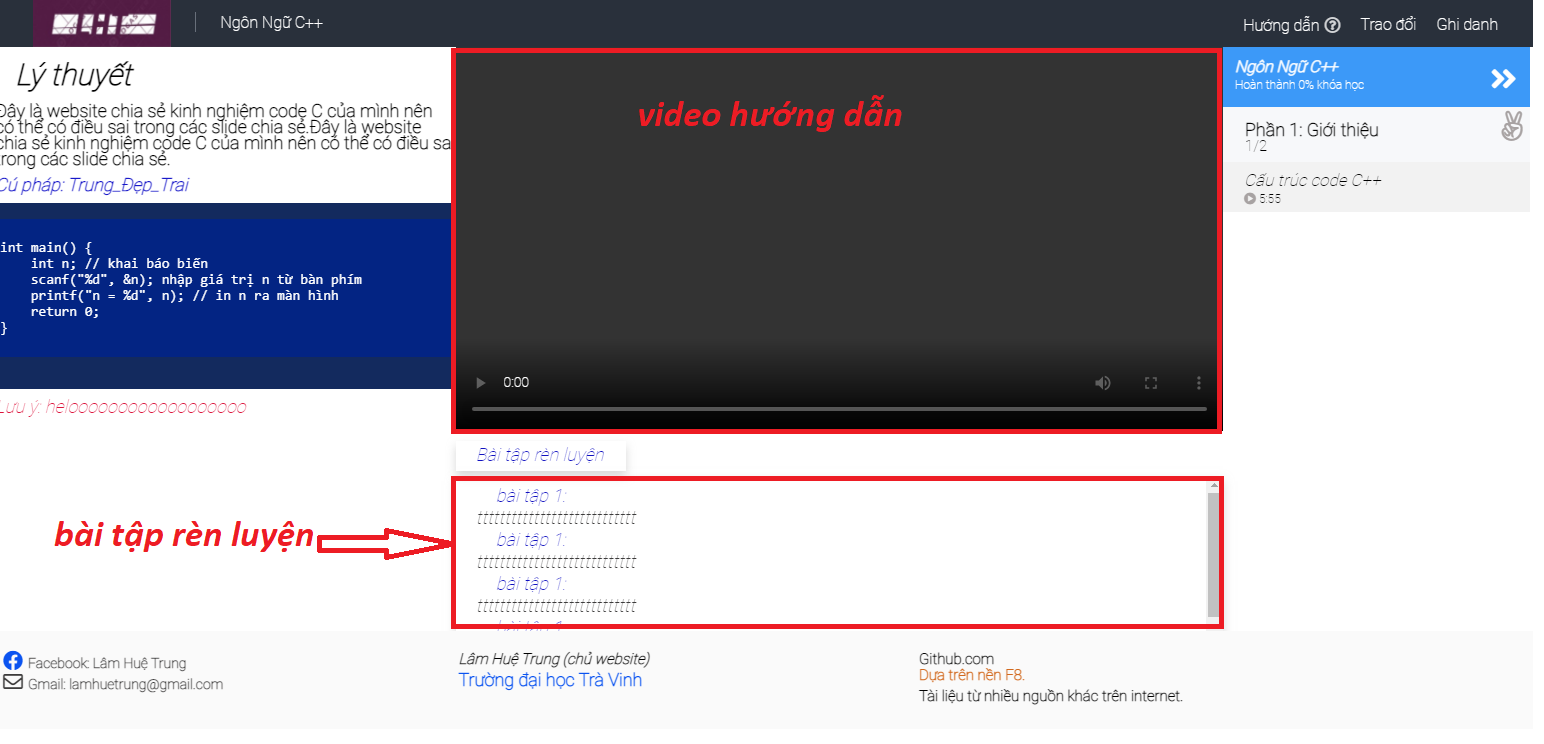 Ngôn Ngữ C++
Hướng dẫn
Trao đổi
Ghi danh
Lý thuyết
Đây là website chia sẻ kinh nghiệm code C của mình nên
có thể có điều sai trong các slide chia sẻ.Đây là website
chia sẻ kinh nghiệm code C của mình nên có thể có điều sa
trong các slide chia sẻ.
Cú pháp: Trung_Đẹp_Trai
int main() {
int n; // khai báo biến
scanf("%d", &n); nhập giá trị n từ bàn phím
printf("n = %d", n); // in n ra màn hình
return 0;
}
Lưu ý: helooooooooooooooooooo
video hướng dẫn
0:00
Ngôn Ngữ C++
Hoàn thành 0% khóa học
Phần 1: Giới thiệu
1/2
Cấu trúc code C++
5:55
Bài tập rèn luyện
bài tập rèn luyện
bài tập 1:
tttttttttttttttttttttttttttt
bài tập 1:
tttttttttttttttttttttttttttt
bài tập 1:
tttttttttttttttttttttttttttt
bài tập 1:
Facebook: Lâm Huệ Trung
Gmail: lamhuetrung@gmail.com
Lâm Huệ Trung (chủ website)
Trường đại học Trà Vinh
Github.com
Dựa trên nền F8.
Tài liệu từ nhiều nguồn khác trên internet.